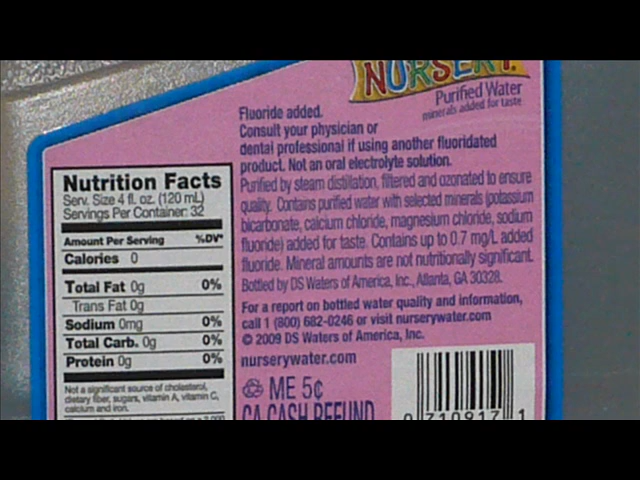 NURSERY.
Purified Water
minerals added for taste
Fluoride added.
Consult your physician or
dental professional if using another fluoridated
product. Not an oral electrolyte solution.
Purified by steam distillation, filtered and ozonated to ensure
quality. Contains purified water with selected minerals (potassium
bicarbonate, calcium chloride, magnesium chloride, sodium
fluoride) added for taste. Contains up to 0.7 mg/L added
fluoride. Mineral amounts are not nutritionally significant.
Bottled by DS Waters of America, Inc., Atlanta, GA 30328.
For a report on bottled water quality and information,
call 1 (800) 682-0246 or visit nurserywater.com
© 2009 DS Waters of America, Inc.
nurserywater.com
ME 5¢
CA CASH REFUND
0 710917 1
Nutrition Facts
Serv. Size 4 fl. oz. (120 mL)
Servings Per Container: 32
Amount Per Serving %DV*
Calories 0
Total Fat 0g 0%
Trans Fat 0g
Sodium 0mg 0%
Total Carb. 0g 0%
Protein 0g 0%
Not a significant source of cholesterol,
dietary fiber, sugars, vitamin A, vitamin C,
calcium and iron.